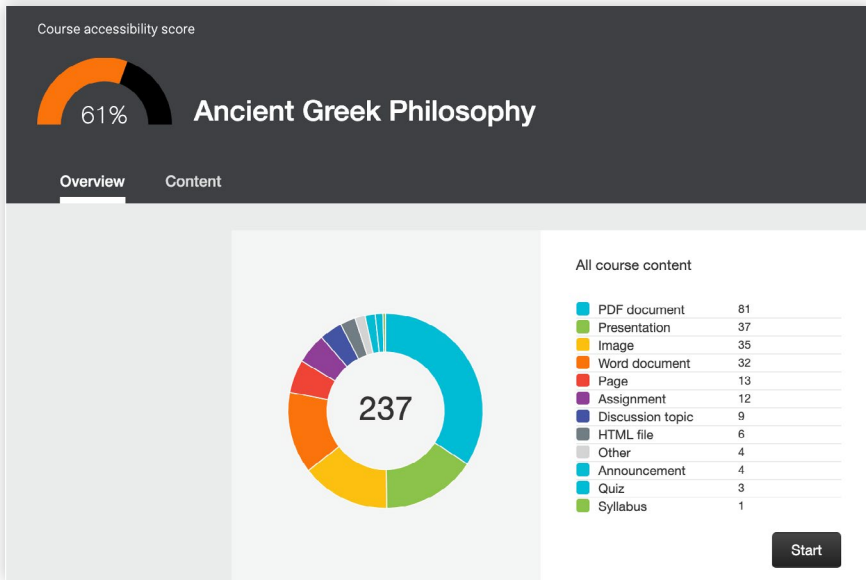 Course accessibility score
61%
Ancient Greek Philosophy
Overview Content
All course content
PDF document 81
Presentation 37
Image 35
Word document 32
Page 13
Assignment 12
Discussion topic 9
HTML file 6
Other 4
Announcement 4
Quiz 3
Syllabus 1
237
Start